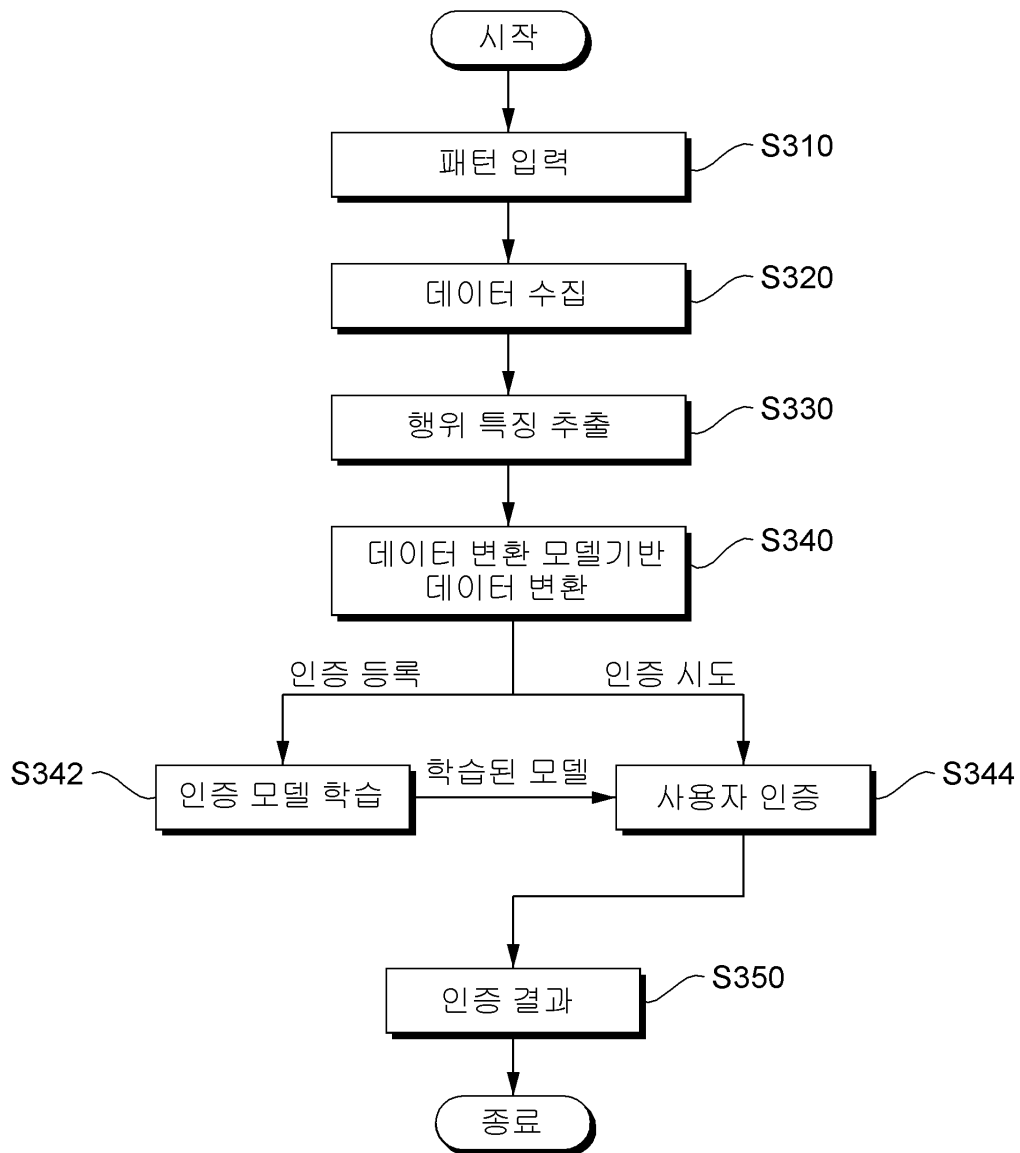 시작
패턴 입력
S310
데이터 수집
S320
행위 특징 추출
S330
데이터 변환 모델기반
데이터 변환
S340
인증 등록
인증 시도
S342
인증 모델 학습
학습된 모델
사용자 인증
S344
인증 결과
S350
종료